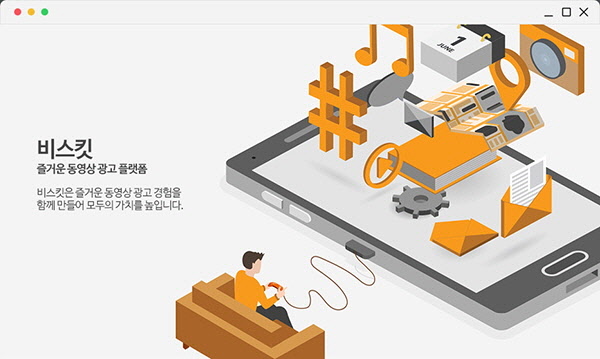 비스킷
즐거운 동영상 광고 플랫폼
비스킷은 즐거운 동영상 광고 경험을
함께 만들어 모두의 가치를 높입니다.
1
JUNE